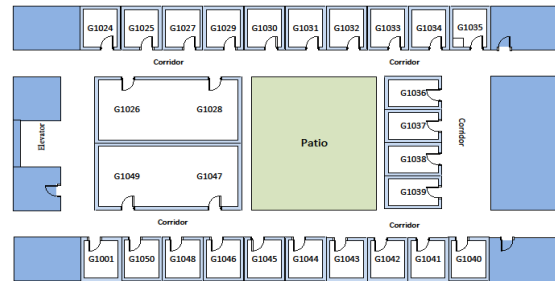 G1024 G1025 G1027 G1029 G1030 G1031 G1032 G1033 G1034 G1035
Corridor Corridor
G1026 G1028
G1036
G1037
G1038
G1039
Corridor
Elevator
Patio
G1049 G1047
Corridor Corridor
G1001 G1050 G1048 G1046 G1045 G1044 G1043 G1042 G1041 G1040